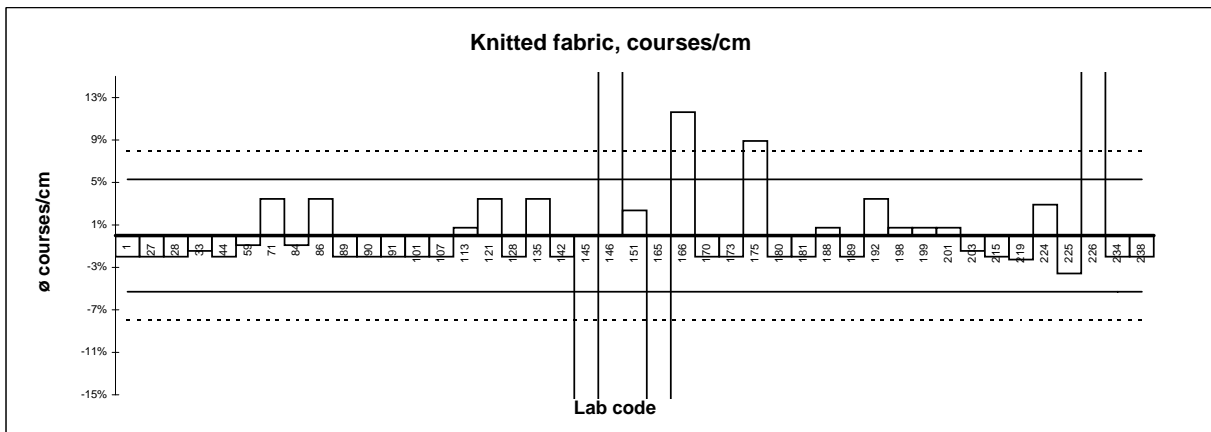 Knitted fabric, courses/cm
ø courses/cm
13%
9%
5%
1%
-3%
-7%
-11%
-15%
1 27 28 33 44 59 71 84 86 89 90 91 101 107 113 121 128 135 142 145 146 151 165 166 170 173 175 180 181 188 189 192 198 199 201 203 215 219 224 225 226 234 238
Lab code